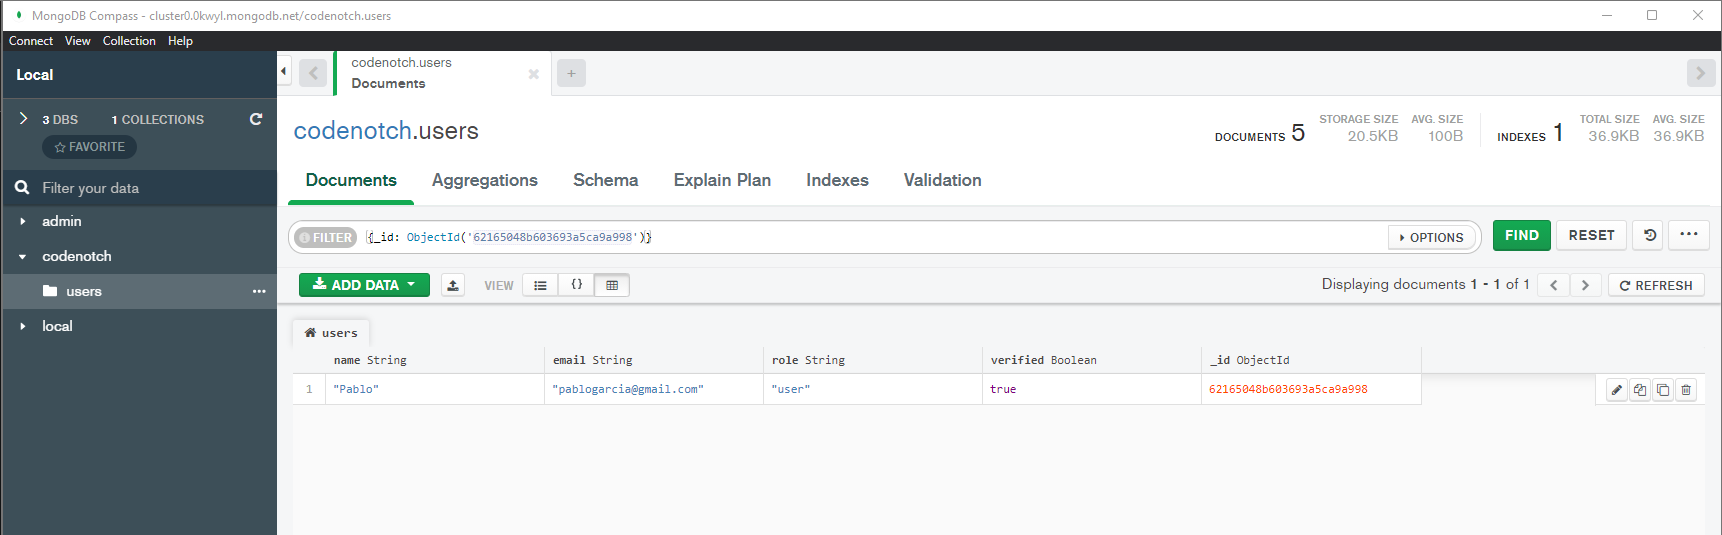 MongoDB Compass - cluster0.0kwyl.mongodb.net/codenotch.users
Connect View Collection Help
Local
3 DBS 1 COLLECTIONS
FAVORITE
Filter your data
admin
codenotch
users
local
codenotch.users
Documents
codenotch.users
DOCUMENTS 5 STORAGE SIZE 20.5KB AVG. SIZE 100B INDEXES 1 TOTAL SIZE 36.9KB AVG. SIZE 36.9KB
Documents Aggregations Schema Explain Plan Indexes Validation
FILTER {_id: ObjectId('62165048b603693a5ca9a998')} OPTIONS FIND RESET
ADD DATA VIEW {} Displaying documents 1 - 1 of 1 REFRESH
users
name String email String role String verified Boolean _id ObjectId
1 "Pablo" "pablogarcia@gmail.com" "user" true 62165048b603693a5ca9a998